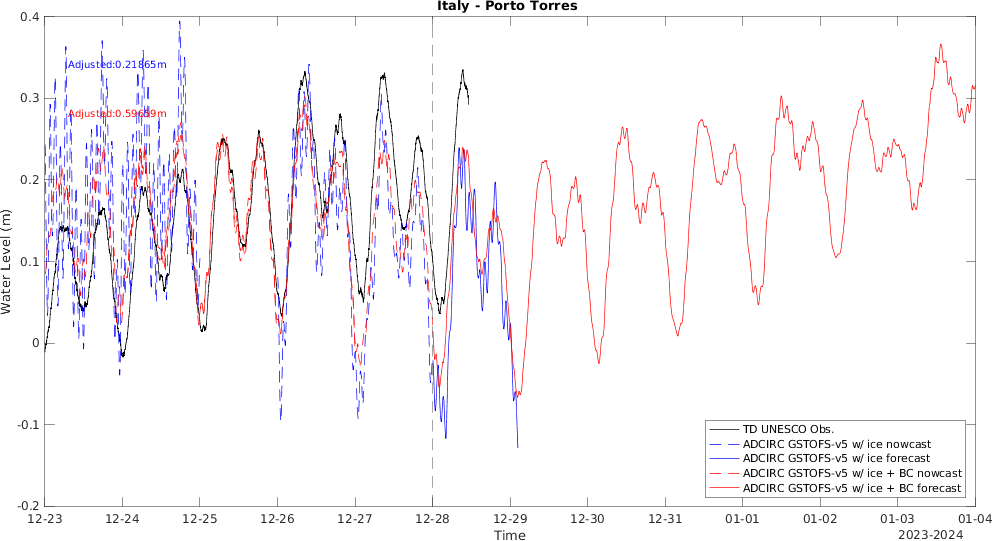 Italy - Porto Torres
0.4
0.3
0.2
0.1
0
-0.1
-0.2
Water Level (m)
Adjusted:0.21865m
Adjusted:0.59659m
TD UNESCO Obs.
ADCIRC GSTOFS-v5 w/ ice nowcast
ADCIRC GSTOFS-v5 w/ ice forecast
ADCIRC GSTOFS-v5 w/ ice + BC nowcast
ADCIRC GSTOFS-v5 w/ ice + BC forecast
12-23 12-24 12-25 12-26 12-27 12-28 12-29 12-30 12-31 01-01 01-02 01-03 01-04
Time
2023-2024